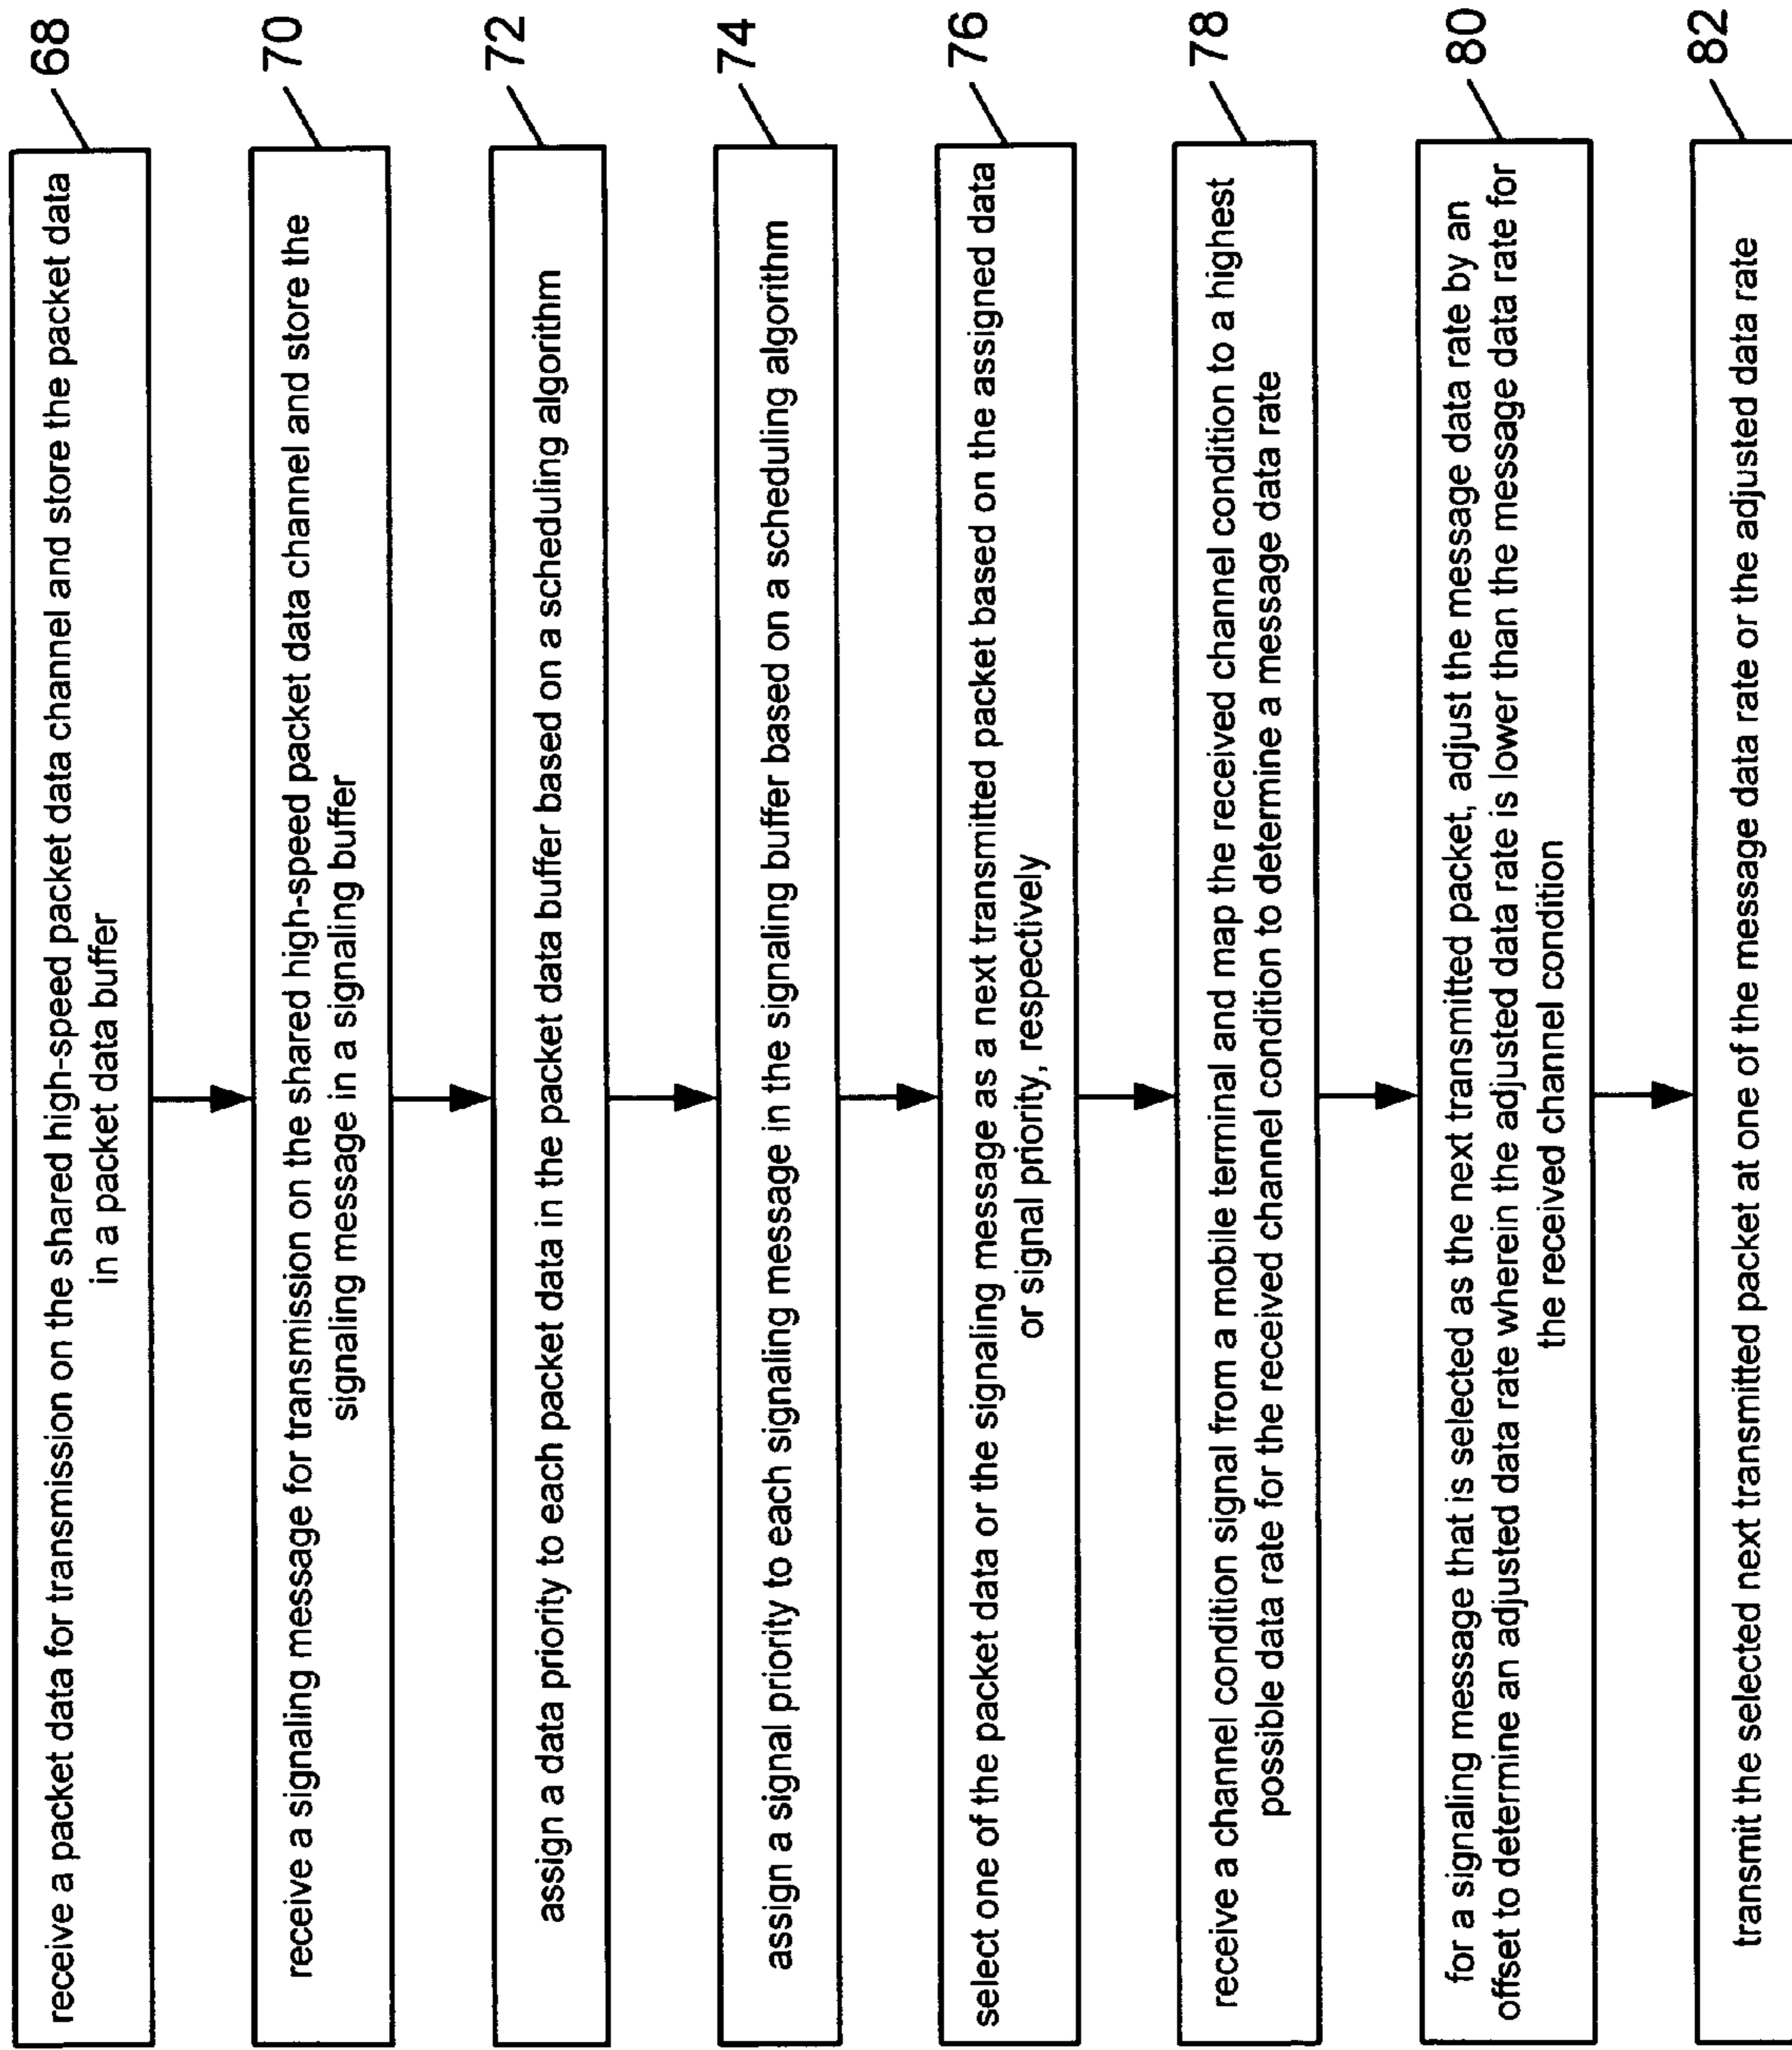 68
receive a packet data for transmission on the shared high-speed packet data channel and store the packet data
in a packet data buffer
70
receive a signaling message for transmission on the shared high-speed packet data channel and store the
signaling message in a signaling buffer
72
assign a data priority to each packet data in the packet data buffer based on a scheduling algorithm
74
assign a signal priority to each signaling message in the signaling buffer based on a scheduling algorithm
76
select one of the packet data or the signaling message as a next transmitted packet based on the assigned data
or signal priority, respectively
78
receive a channel condition signal from a mobile terminal and map the received channel condition to a highest
possible data rate for the received channel condition to determine a message data rate
80
for a signaling message that is selected as the next transmitted packet, adjust the message data rate by an
offset to determine an adjusted data rate wherein the adjusted data rate is lower than the message data rate for
the received channel condition
82
transmit the selected next transmitted packet at one of the message data rate or the adjusted data rate